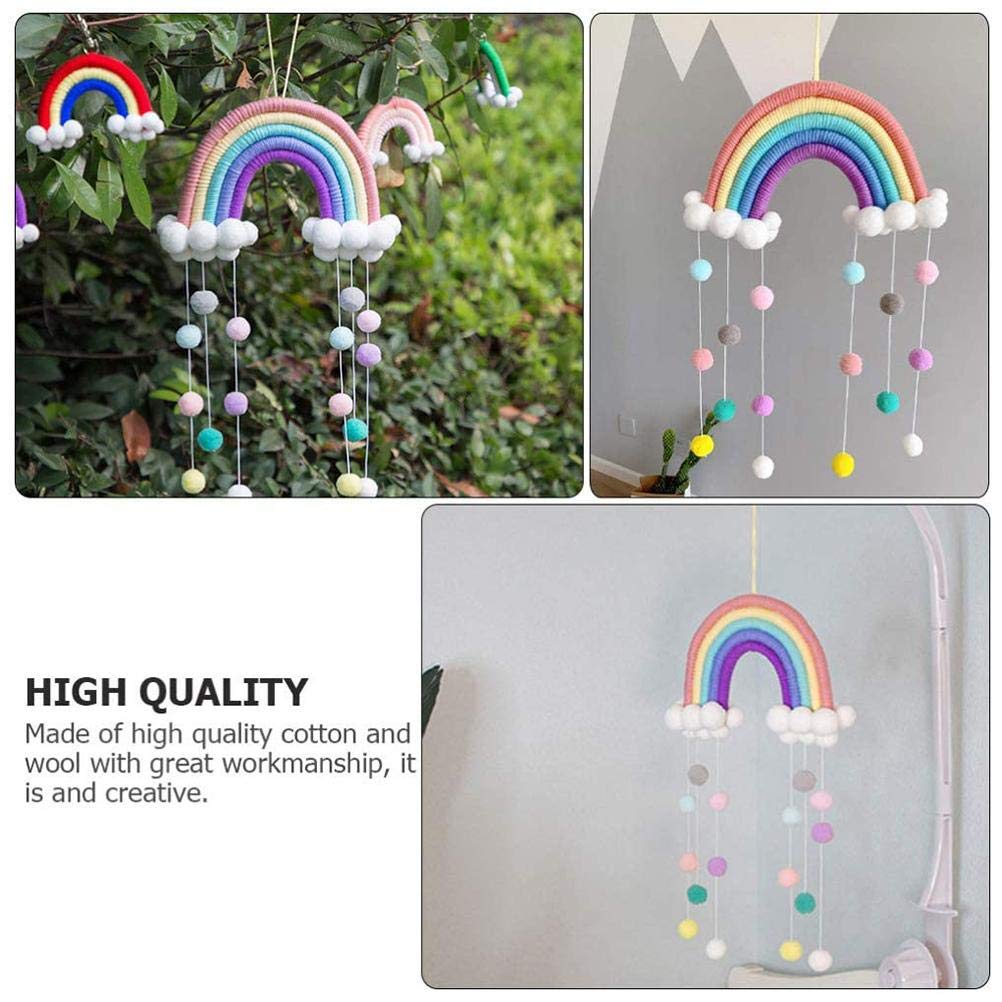 HIGH QUALITY
Made of high quality cotton and
wool with great workmanship, it
is and creative.